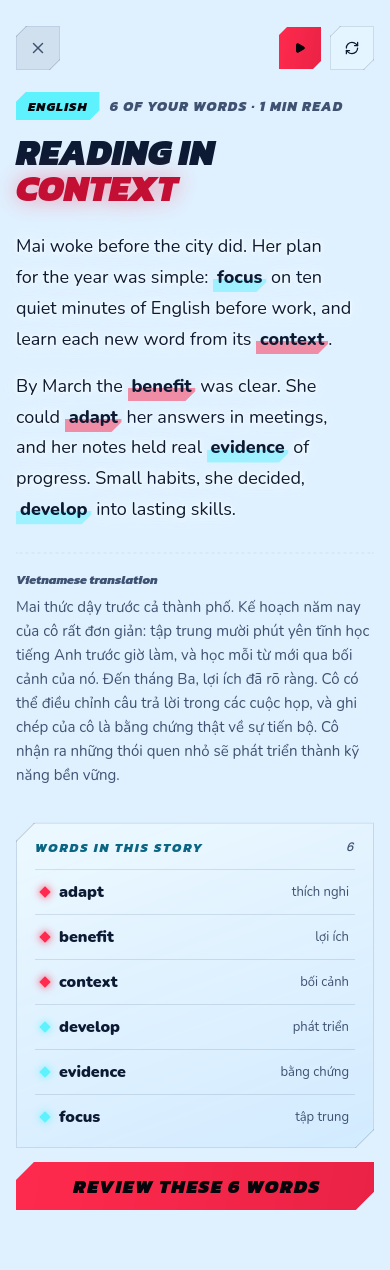 ENGLISH 6 OF YOUR WORDS · 1 MIN READ
READING IN
CONTEXT
Mai woke before the city did. Her plan
for the year was simple: focus on ten
quiet minutes of English before work, and
learn each new word from its context.
By March the benefit was clear. She
could adapt her answers in meetings,
and her notes held real evidence of
progress. Small habits, she decided,
develop into lasting skills.
Vietnamese translation
Mai thức dậy trước cả thành phố. Kế hoạch năm nay
của cô rất đơn giản: tập trung mười phút yên tĩnh học
tiếng Anh trước giờ làm, và học mỗi từ mới qua bối
cảnh của nó. Đến tháng Ba, lợi ích đã rõ ràng. Cô có
thể điều chỉnh câu trả lời trong các cuộc họp, và ghi
chép của cô là bằng chứng thật về sự tiến bộ. Cô
nhận ra những thói quen nhỏ sẽ phát triển thành kỹ
năng bền vững.
WORDS IN THIS STORY 6
adapt thích nghi
benefit lợi ích
context bối cảnh
develop phát triển
evidence bằng chứng
focus tập trung
REVIEW THESE 6 WORDS